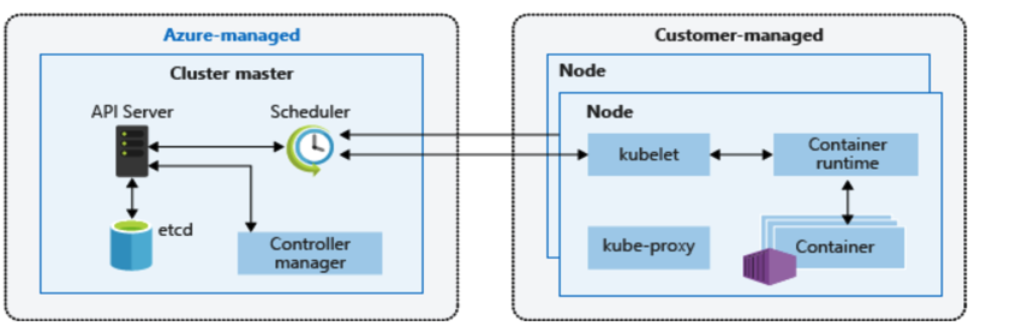 Azure-managed
Cluster master
API Server
Scheduler
etcd
Controller
manager
Customer-managed
Node
Node
kubelet
Container
runtime
kube-proxy
Container